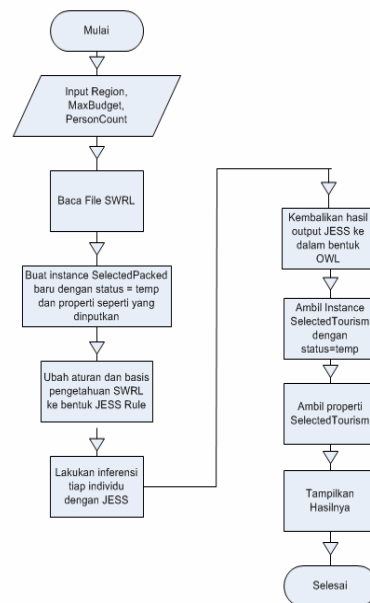 Mulai
Input Region,
MaxBudget,
PersonCount
Baca File SWRL
Buat instance SelectedPacked
baru dengan status = temp
dan properti seperti yang
dinputkan
Ubah aturan dan basis
pengetahuan SWRL
ke bentuk JESS Rule
Lakukan inferensi
tiap individu
dengan JESS
Kembalikan hasil
output JESS ke
dalam bentuk
OWL
Ambil Instance
SelectedTourism
dengan
status=temp
Ambil properti
SelectedTourism
Tampilkan
Hasilnya
Selesai